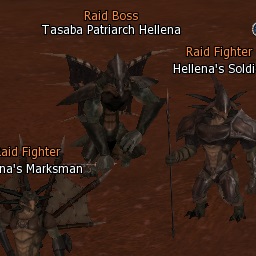 Raid Boss
Tasaba Patriarch Hellena
Raid Fighter
Hellena's Soldi
Raid Fighter
na's Marksman